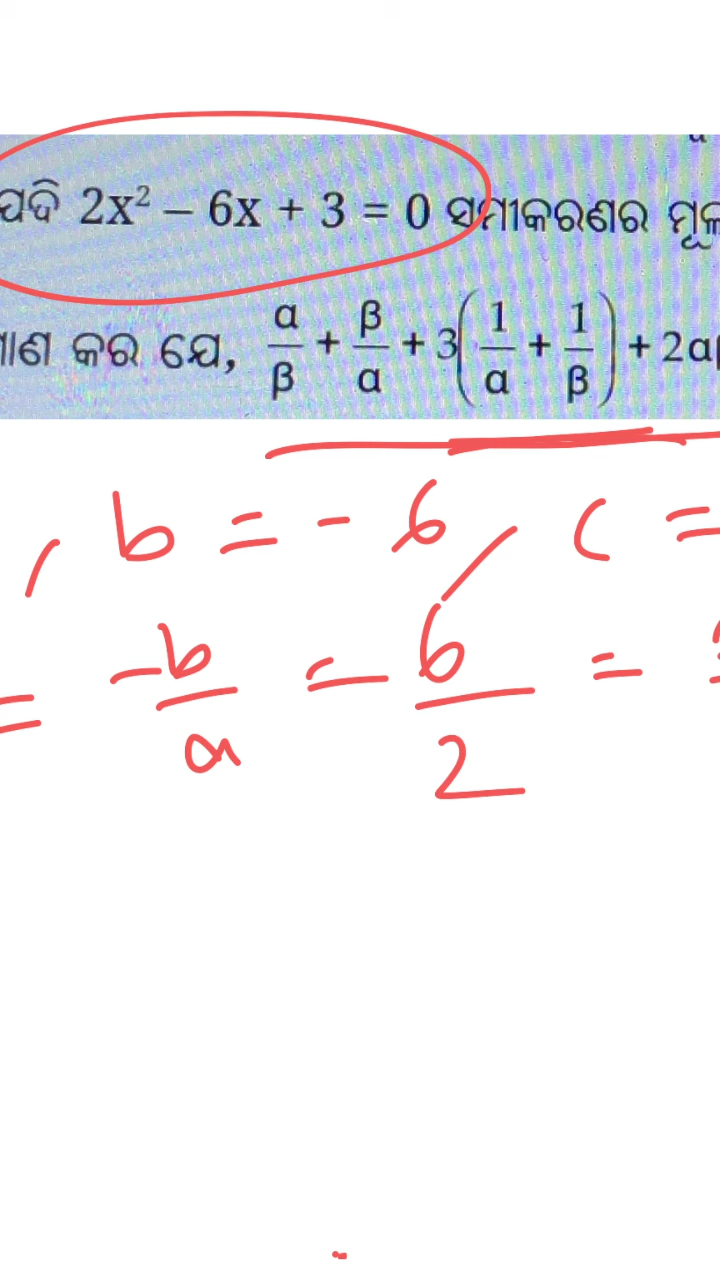 ଯଦି 2x² – 6x + 3 = 0 ସମୀକରଣର
କର ଯେ, α/β + β/α + 3(1/α + 1/β) + 2α
, b = - 6, c =
= -b/a = 6/2 =